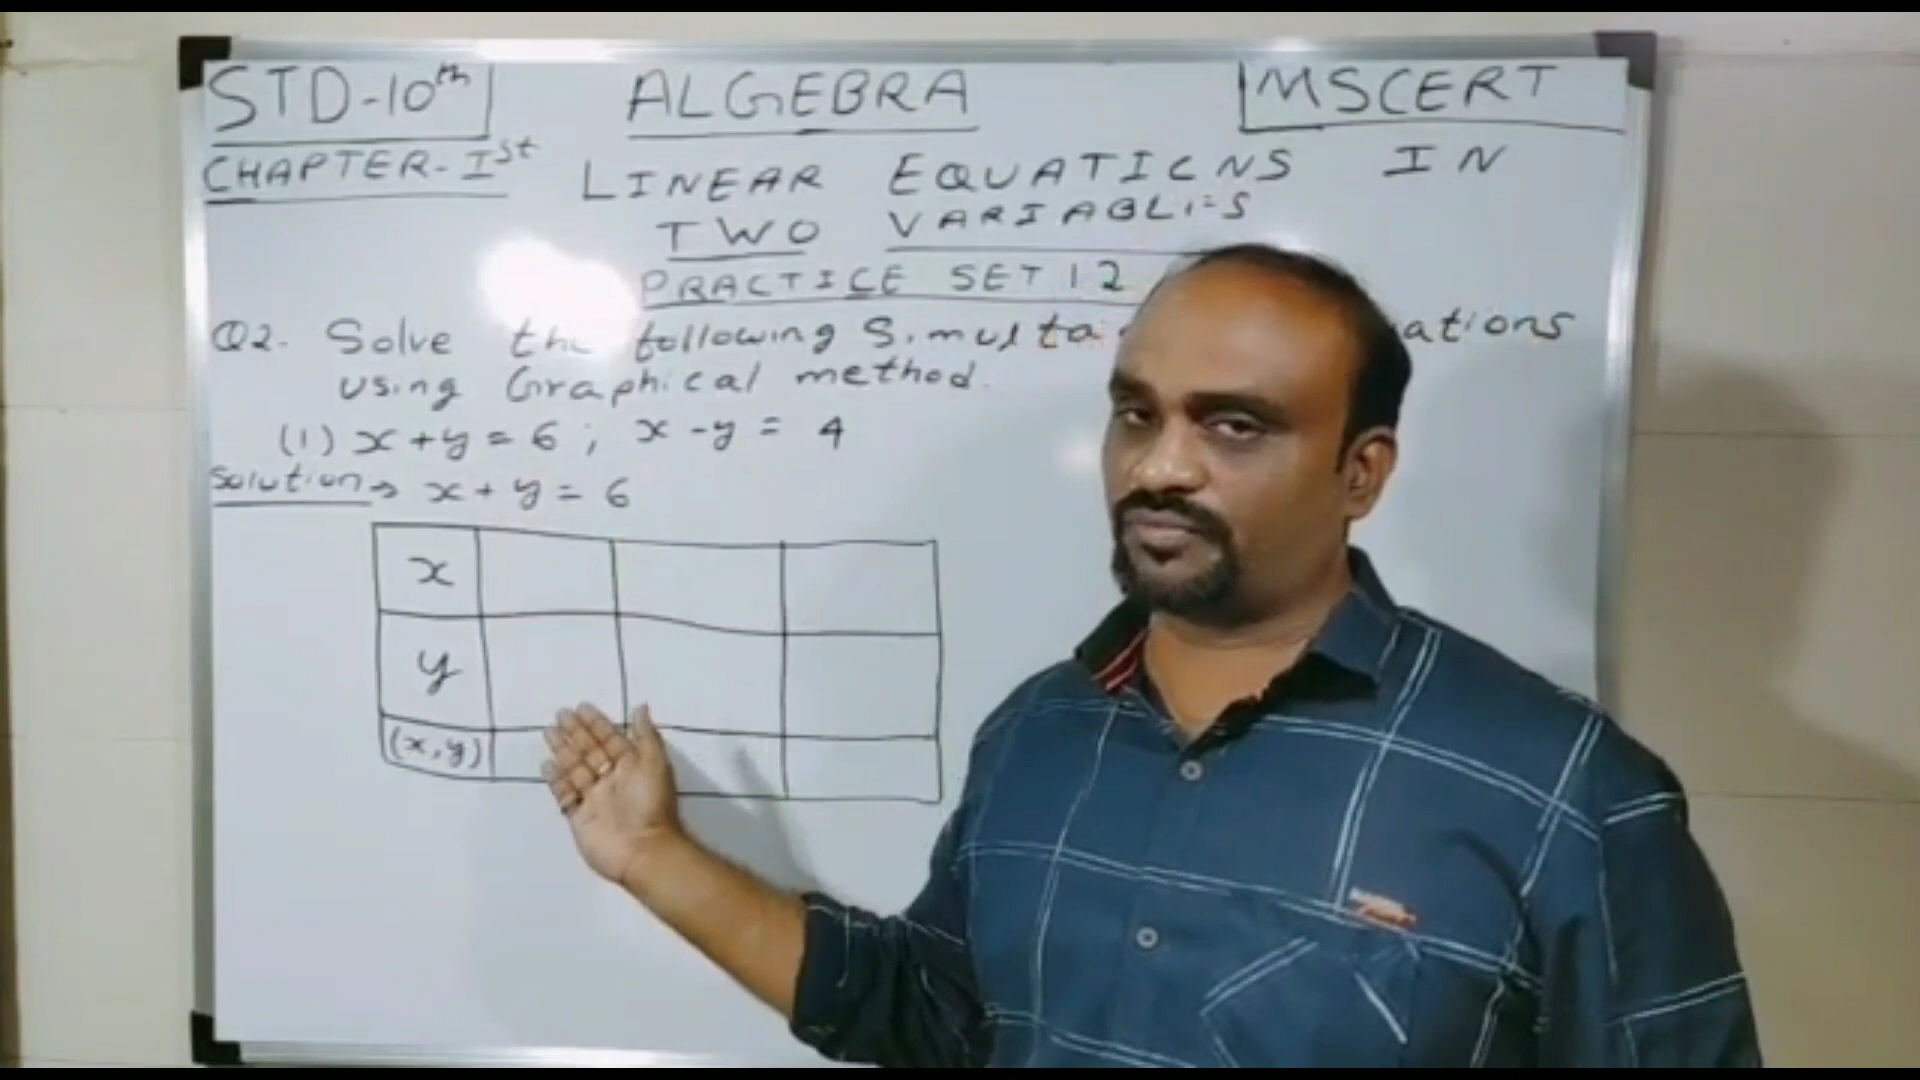 STD-10th ALGEBRA MSCERT
CHAPTER-Ist LINEAR EQUATIONS IN
TWO VARIABLES
PRACTICE SET 1 2
Q2. Solve the following Simulta ations
using Graphical method.
(1) x + y = 6 ; x - y = 4
Solution → x + y = 6
x
y
(x, y)